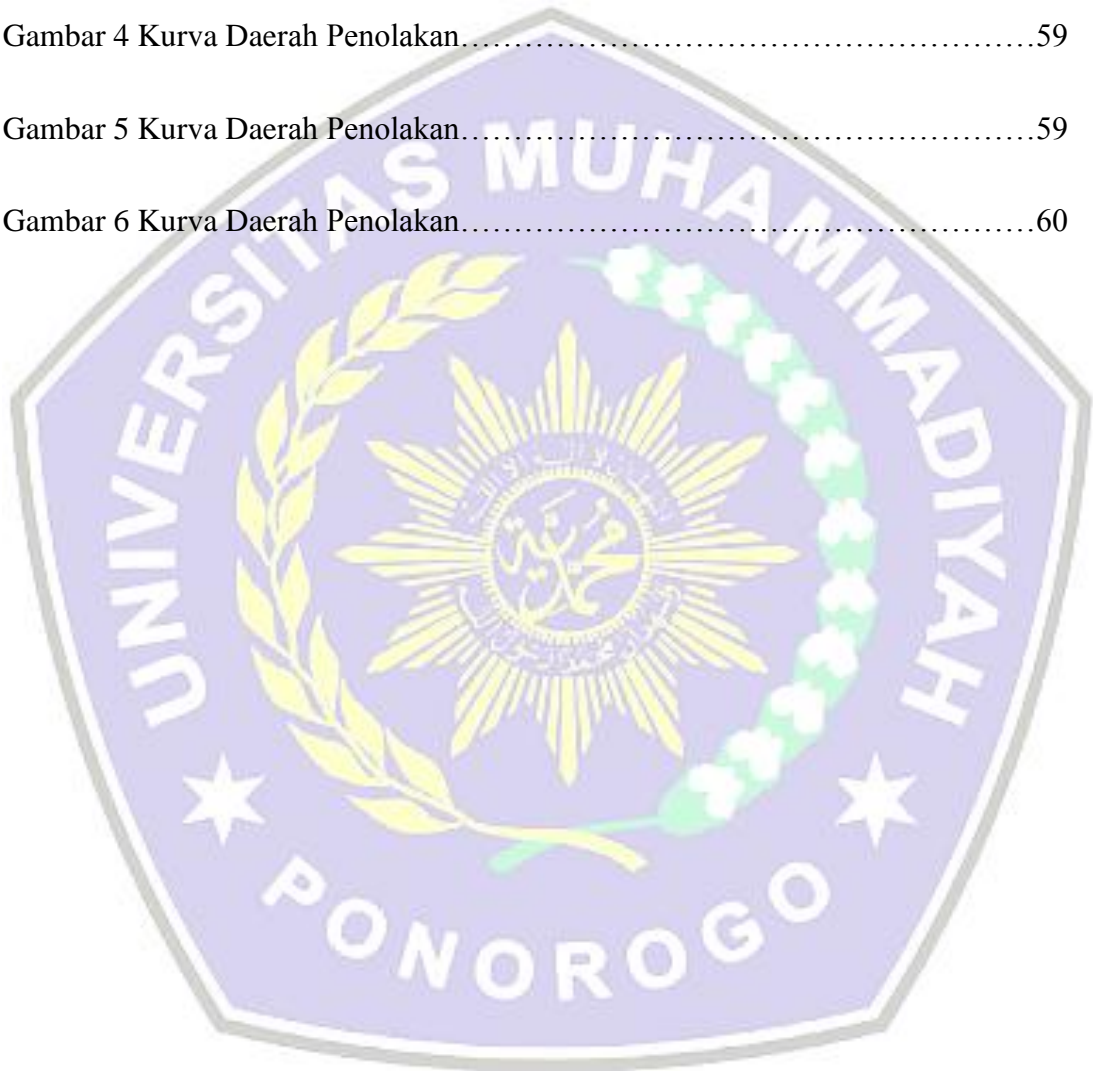 Gambar 4 Kurva Daerah Penolakan……………………………………………………59
Gambar 5 Kurva Daerah Penolakan……………………………………………………59
Gambar 6 Kurva Daerah Penolakan……………………………………………………60
UNIVERSITAS MUHAMMADIYAH
PONOROGO
محمدية